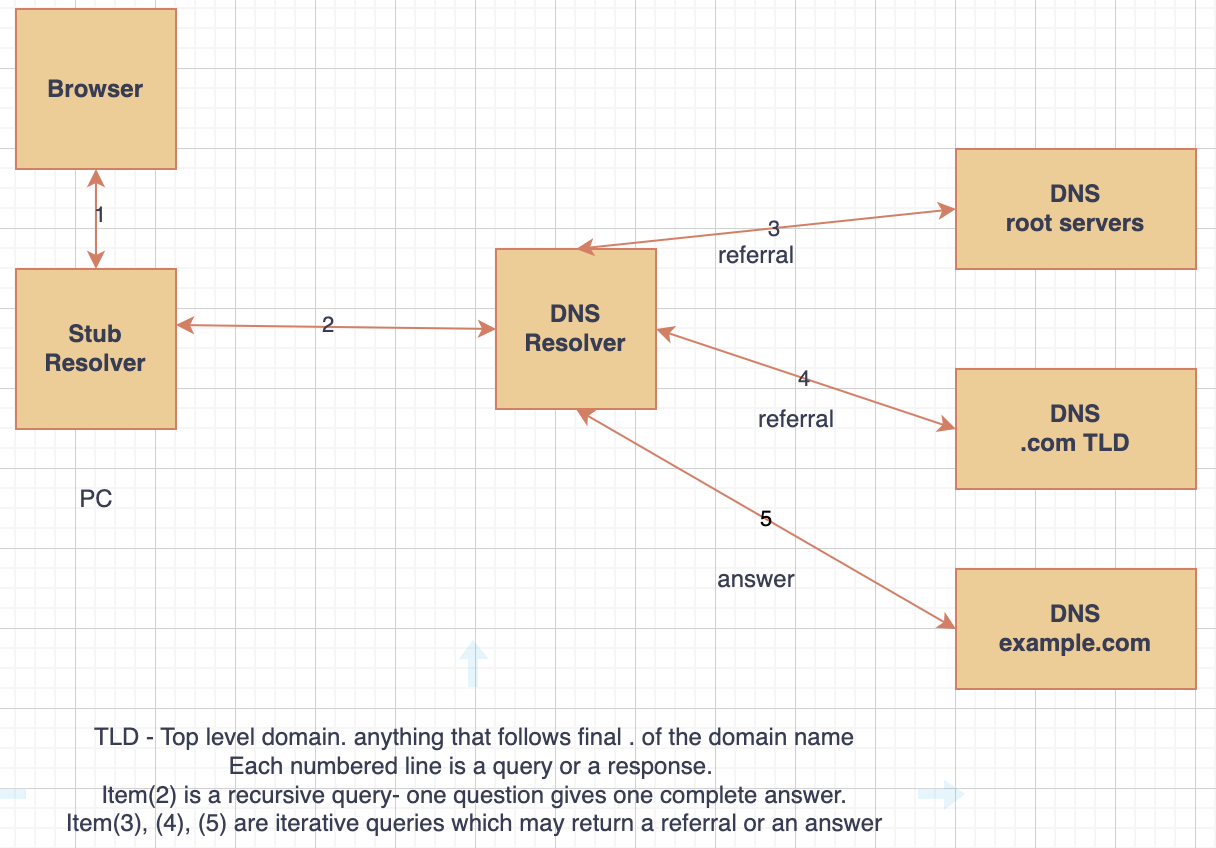 Browser
1
Stub
Resolver
PC
2
DNS
Resolver
3
referral
4
referral
5
answer
DNS
root servers
DNS
.com TLD
DNS
example.com
TLD - Top level domain. anything that follows final . of the domain name
Each numbered line is a query or a response.
Item(2) is a recursive query- one question gives one complete answer.
Item(3), (4), (5) are iterative queries which may return a referral or an answer